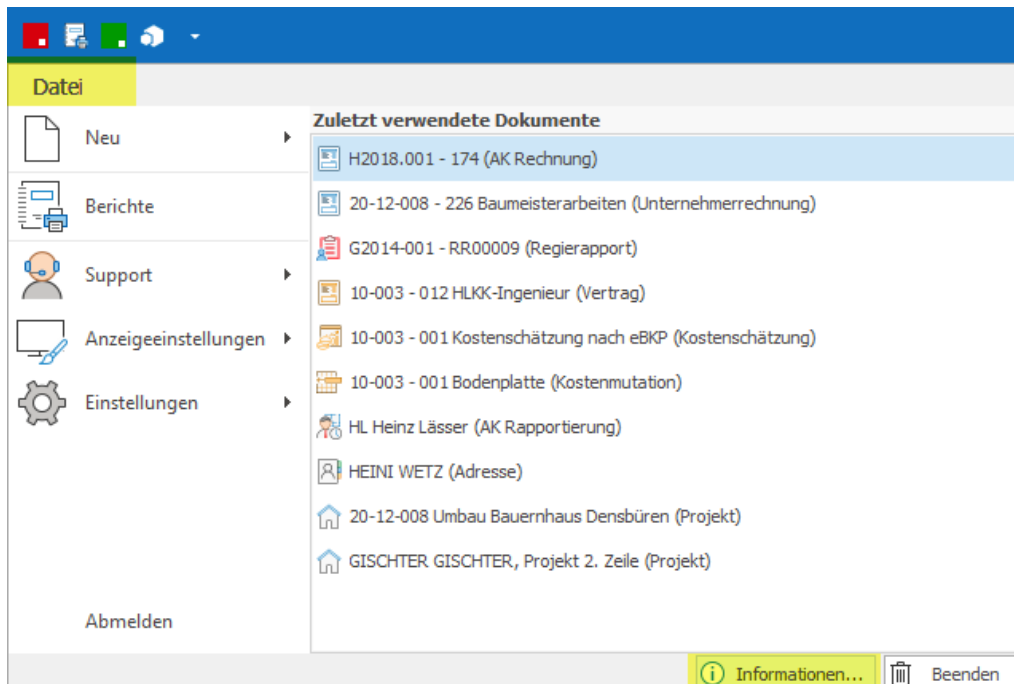 Datei
Neu
Berichte
Support
Anzeigeeinstellungen
Einstellungen
Abmelden
Zuletzt verwendete Dokumente
H2018.001 - 174 (AK Rechnung)
20-12-008 - 226 Baumeisterarbeiten (Unternehmerrechnung)
G2014-001 - RR00009 (Regierapport)
10-003 - 012 HLKK-Ingenieur (Vertrag)
10-003 - 001 Kostenschätzung nach eBKP (Kostenschätzung)
10-003 - 001 Bodenplatte (Kostenmutation)
HL Heinz Lässer (AK Rapportierung)
HEINI WETZ (Adresse)
20-12-008 Umbau Bauernhaus Densbüren (Projekt)
GISCHTER GISCHTER, Projekt 2. Zeile (Projekt)
Informationen... Beenden